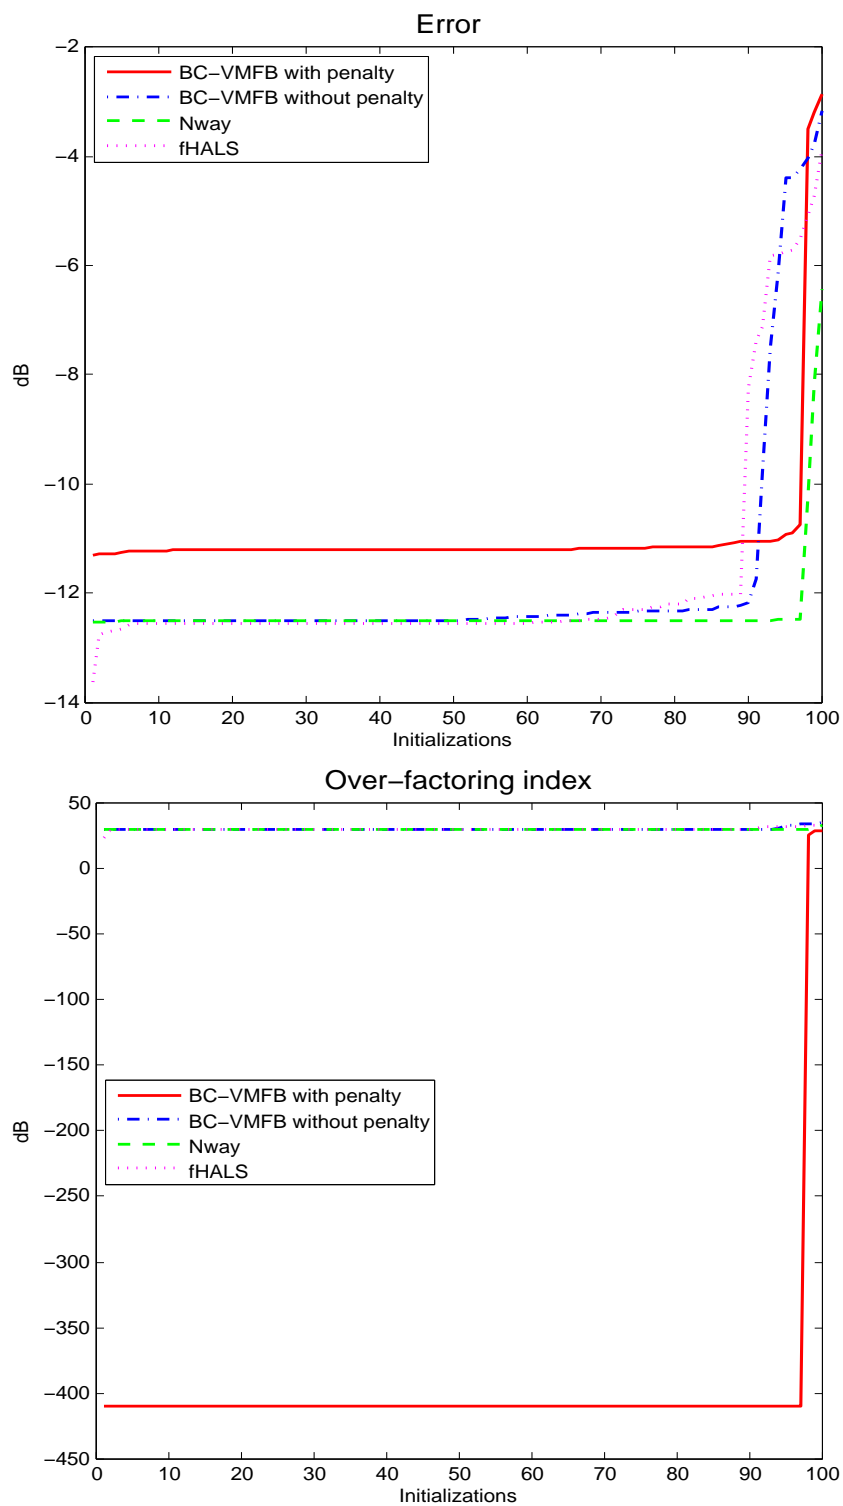 Error
−2
−4
−6
−8
−10
−12
−14
dB
BC−VMFB with penalty
BC−VMFB without penalty
Nway
fHALS
0 10 20 30 40 50 60 70 80 90 100
Initializations
Over−factoring index
50
0
−50
−100
−150
−200
−250
−300
−350
−400
−450
dB
BC−VMFB with penalty
BC−VMFB without penalty
Nway
fHALS
0 10 20 30 40 50 60 70 80 90 100
Initializations